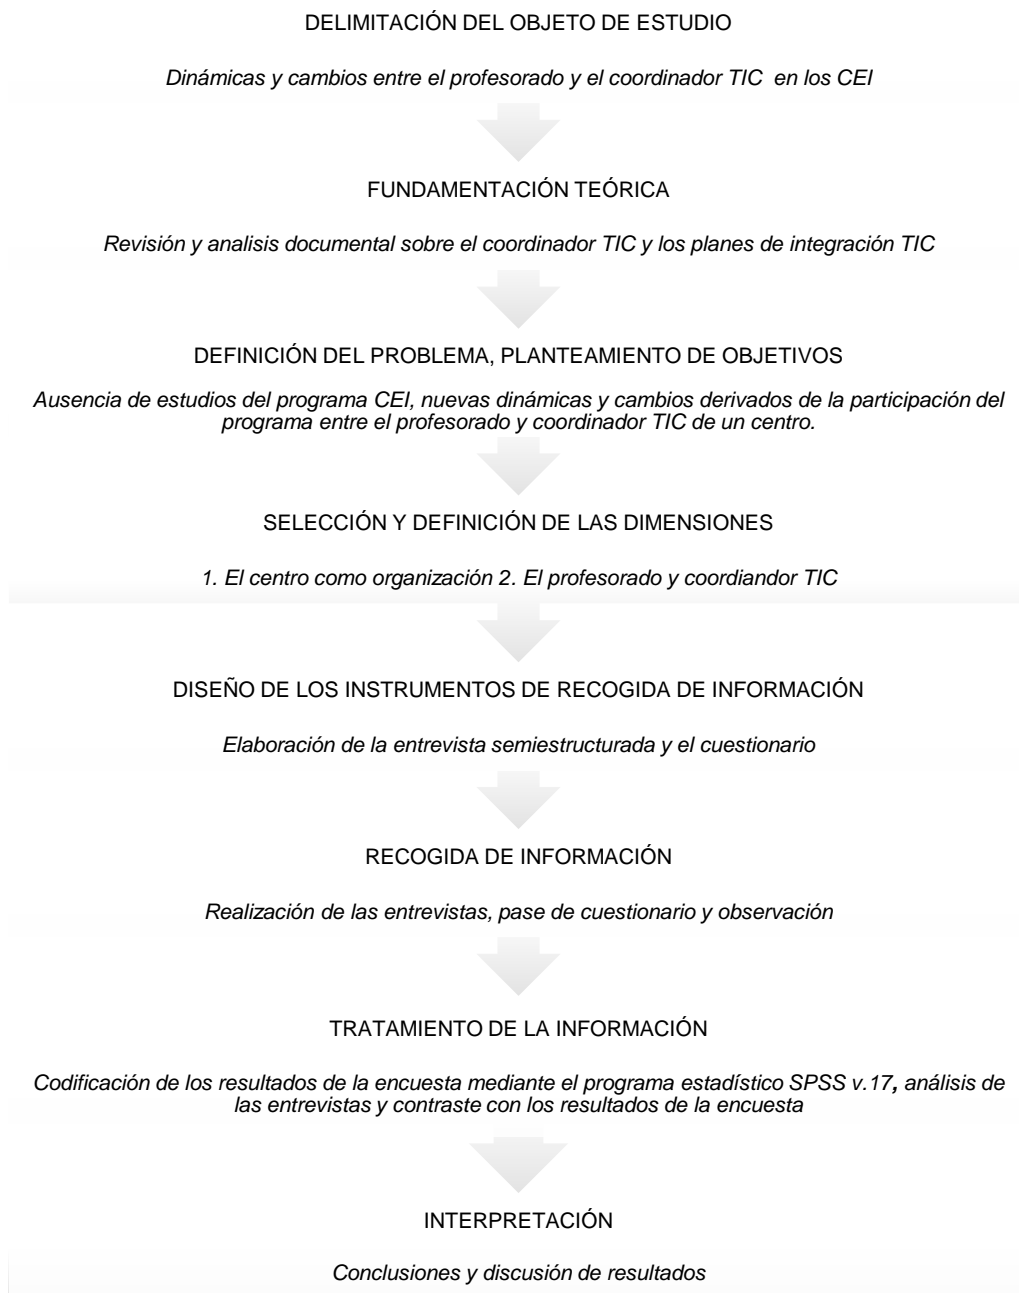 DELIMITACIÓN DEL OBJETO DE ESTUDIO
Dinámicas y cambios entre el profesorado y el coordinador TIC en los CEI
FUNDAMENTACIÓN TEÓRICA
Revisión y analisis documental sobre el coordinador TIC y los planes de integración TIC
DEFINICIÓN DEL PROBLEMA, PLANTEAMIENTO DE OBJETIVOS
Ausencia de estudios del programa CEI, nuevas dinámicas y cambios derivados de la participación del
programa entre el profesorado y coordinador TIC de un centro.
SELECCIÓN Y DEFINICIÓN DE LAS DIMENSIONES
1. El centro como organización 2. El profesorado y coordiandor TIC
DISEÑO DE LOS INSTRUMENTOS DE RECOGIDA DE INFORMACIÓN
Elaboración de la entrevista semiestructurada y el cuestionario
RECOGIDA DE INFORMACIÓN
Realización de las entrevistas, pase de cuestionario y observación
TRATAMIENTO DE LA INFORMACIÓN
Codificación de los resultados de la encuesta mediante el programa estadístico SPSS v.17, análisis de
las entrevistas y contraste con los resultados de la encuesta
INTERPRETACIÓN
Conclusiones y discusión de resultados